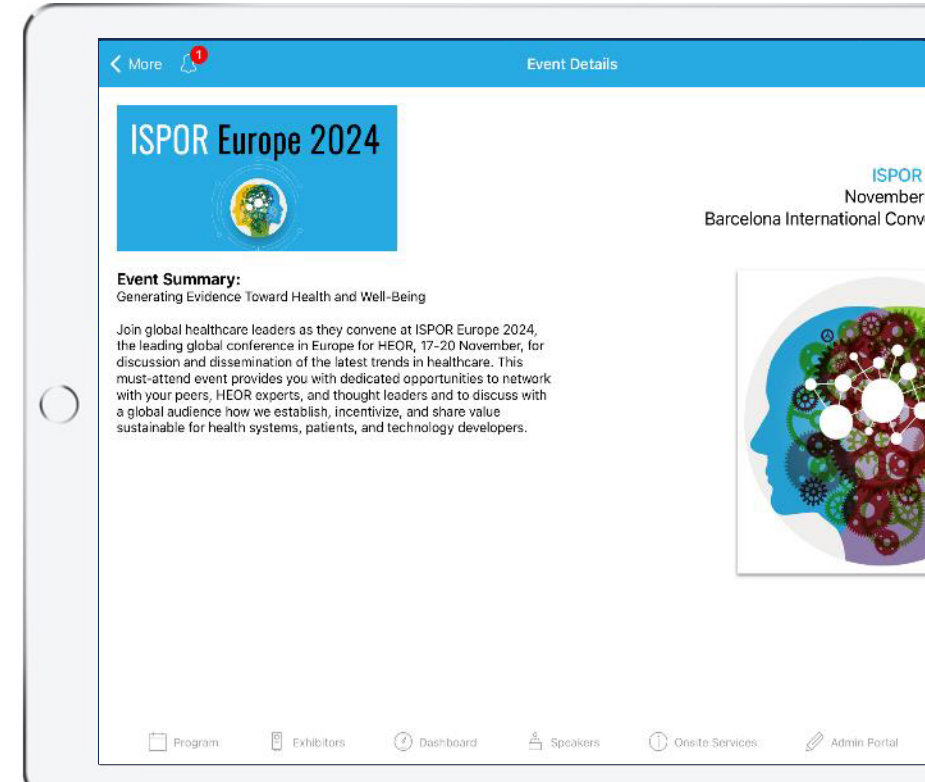 More
1
Event Details
ISPOR Europe 2024
ISPOR
November
Barcelona International Conv
Event Summary:
Generating Evidence Toward Health and Well-Being
Join global healthcare leaders as they convene at ISPOR Europe 2024,
the leading global conference in Europe for HEOR, 17-20 November, for
discussion and dissemination of the latest trends in healthcare. This
must-attend event provides you with dedicated opportunities to network
with your peers, HEOR experts, and thought leaders and to discuss with
a global audience how we establish, incentivize, and share value
sustainable for health systems, patients, and technology developers.
Program
Exhibitors
Dashboard
Speakers
Onsite Services
Admin Portal